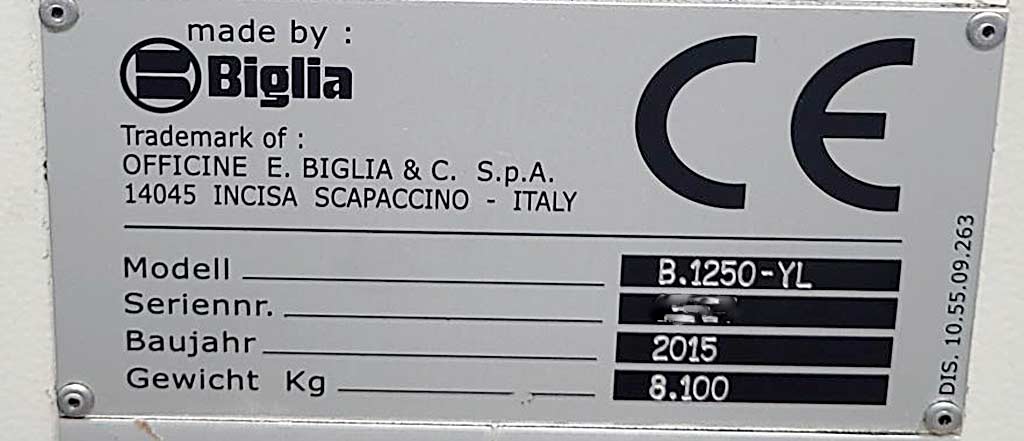 made by :
Biglia
Trademark of :
OFFICINE E. BIGLIA & C. S.p.A.
14045 INCISA SCAPACCINO - ITALY
CE
Modell B.1250-YL
Seriennr.
Baujahr 2015
Gewicht Kg 8.100
DIS. 10.55.09.263